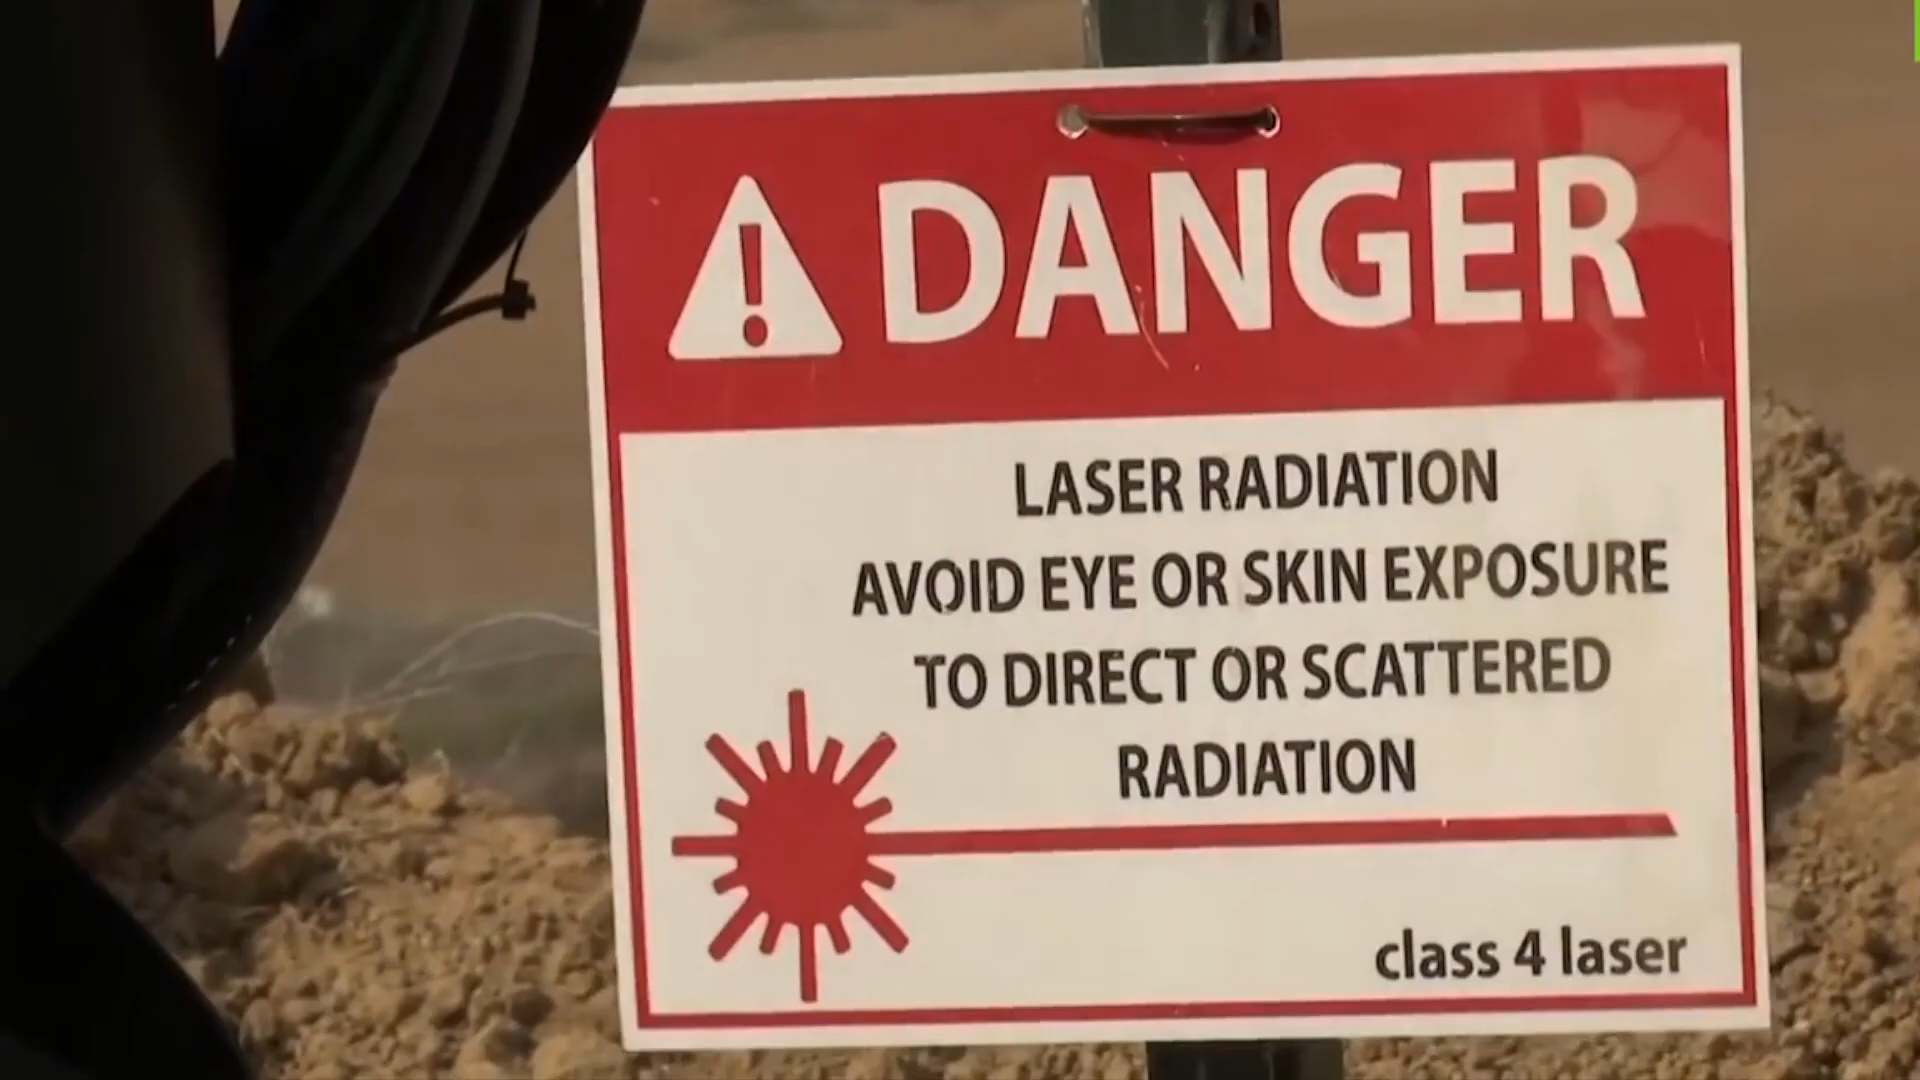 DANGER
LASER RADIATION
AVOID EYE OR SKIN EXPOSURE
TO DIRECT OR SCATTERED
RADIATION
class 4 laser